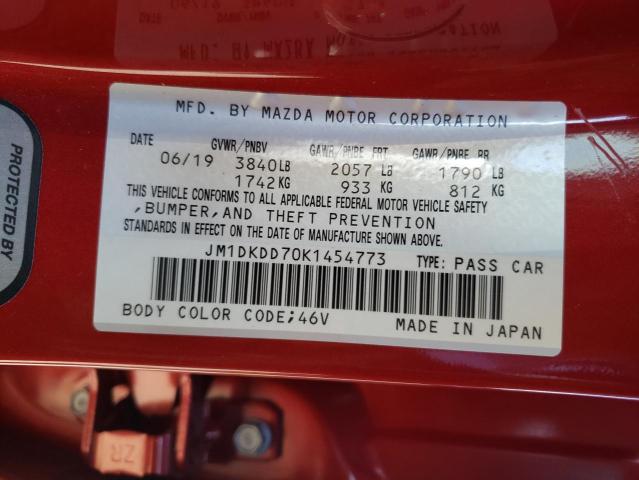 MFD. BY MAZDA MOTOR CORPORATION
DATE GVWR/PNBV GAWR/PNBE FRT GAWR/PNBE RR
06/19 3840LB 2057 LB 1790 LB
1742KG 933 KG 812 KG
THIS VEHICLE CONFORMS TO ALL APPLICABLE FEDERAL MOTOR VEHICLE SAFETY
,BUMPER,AND THEFT PREVENTION
STANDARDS IN EFFECT ON THE DATE OF MANUFACTURE SHOWN ABOVE.
JM1DKDD70K1454773 TYPE: PASS CAR
BODY COLOR CODE;46V MADE IN JAPAN
PROTECTED BY
ZR